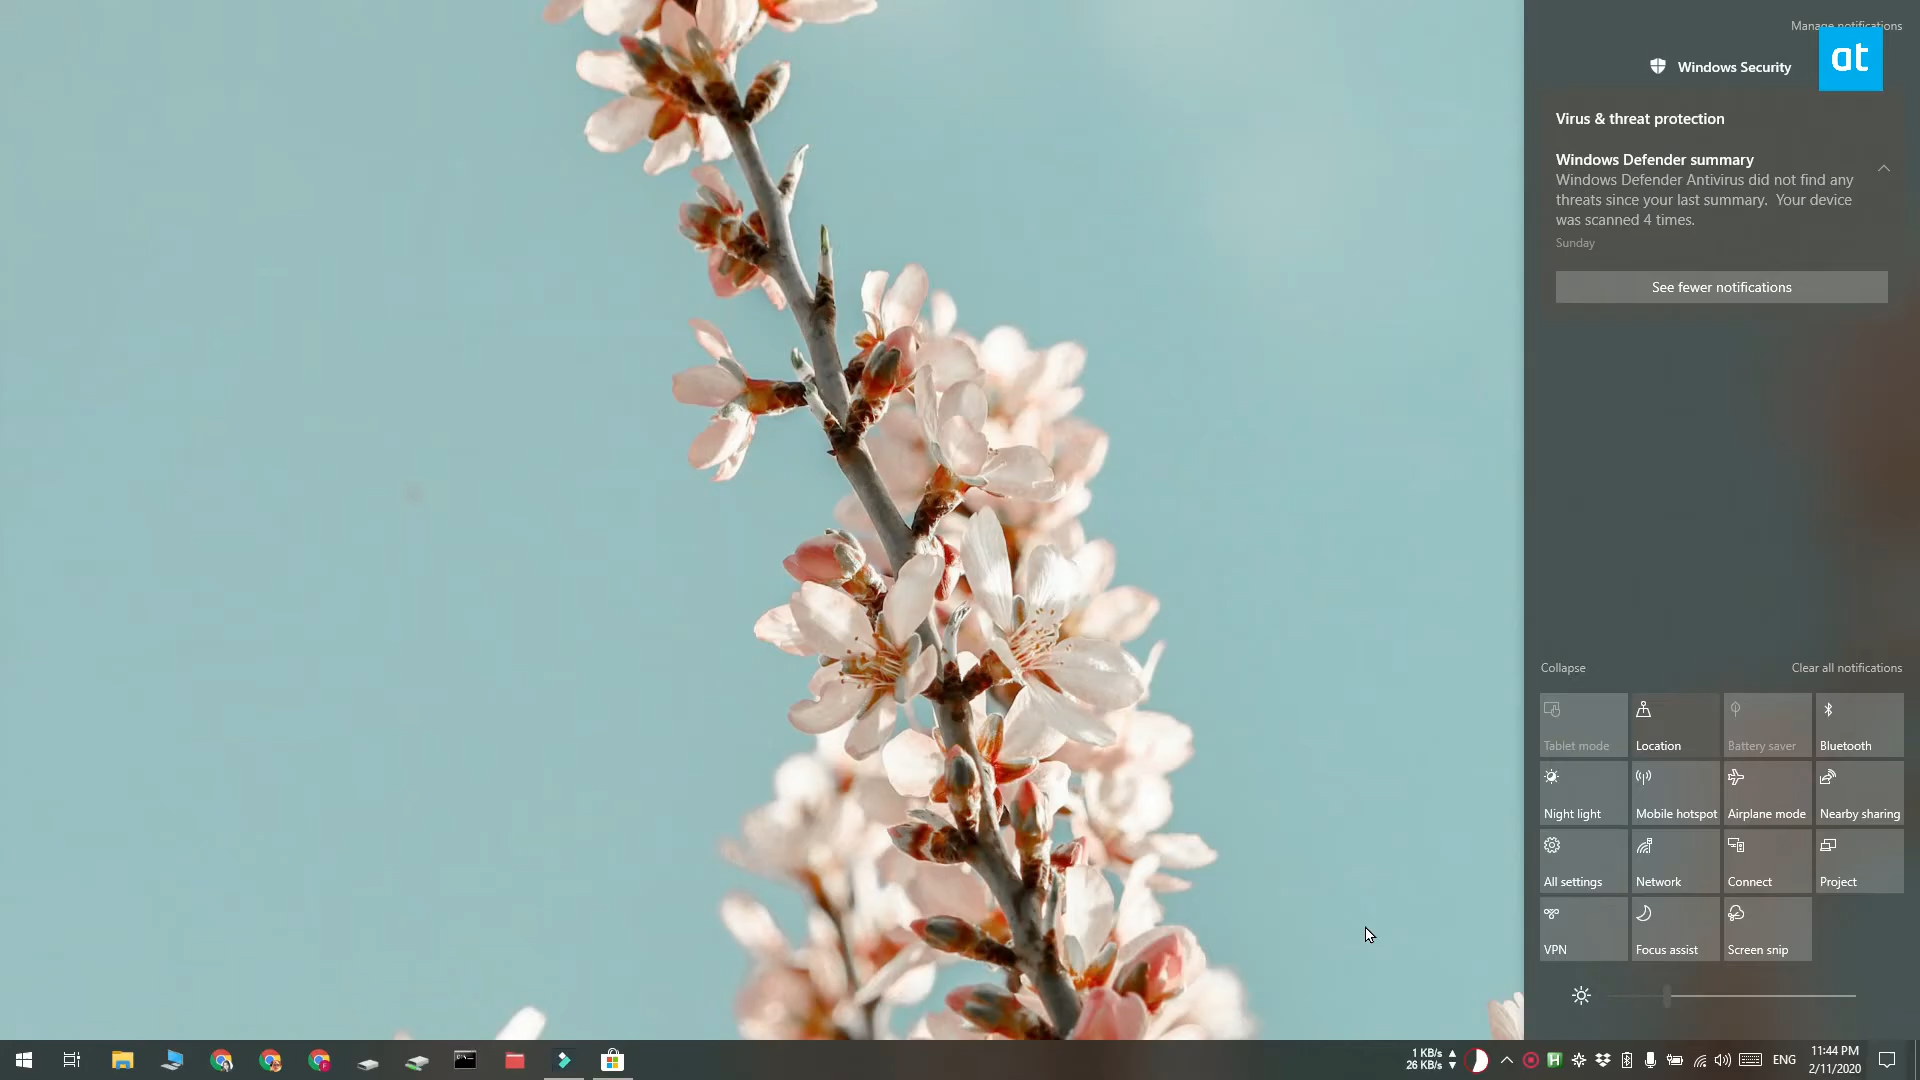 Manage notifications
at
Windows Security
Virus & threat protection
Windows Defender summary
Windows Defender Antivirus did not find any
threats since your last summary.  Your device
was scanned 4 times.
Sunday
See fewer notifications
Collapse
Clear all notifications
Tablet mode
Location
Battery saver
Bluetooth
Night light
Mobile hotspot
Airplane mode
Nearby sharing
All settings
Network
Connect
Project
VPN
Focus assist
Screen snip
1 KB/s
26 KB/s
H
ENG
11:44 PM
2/11/2020